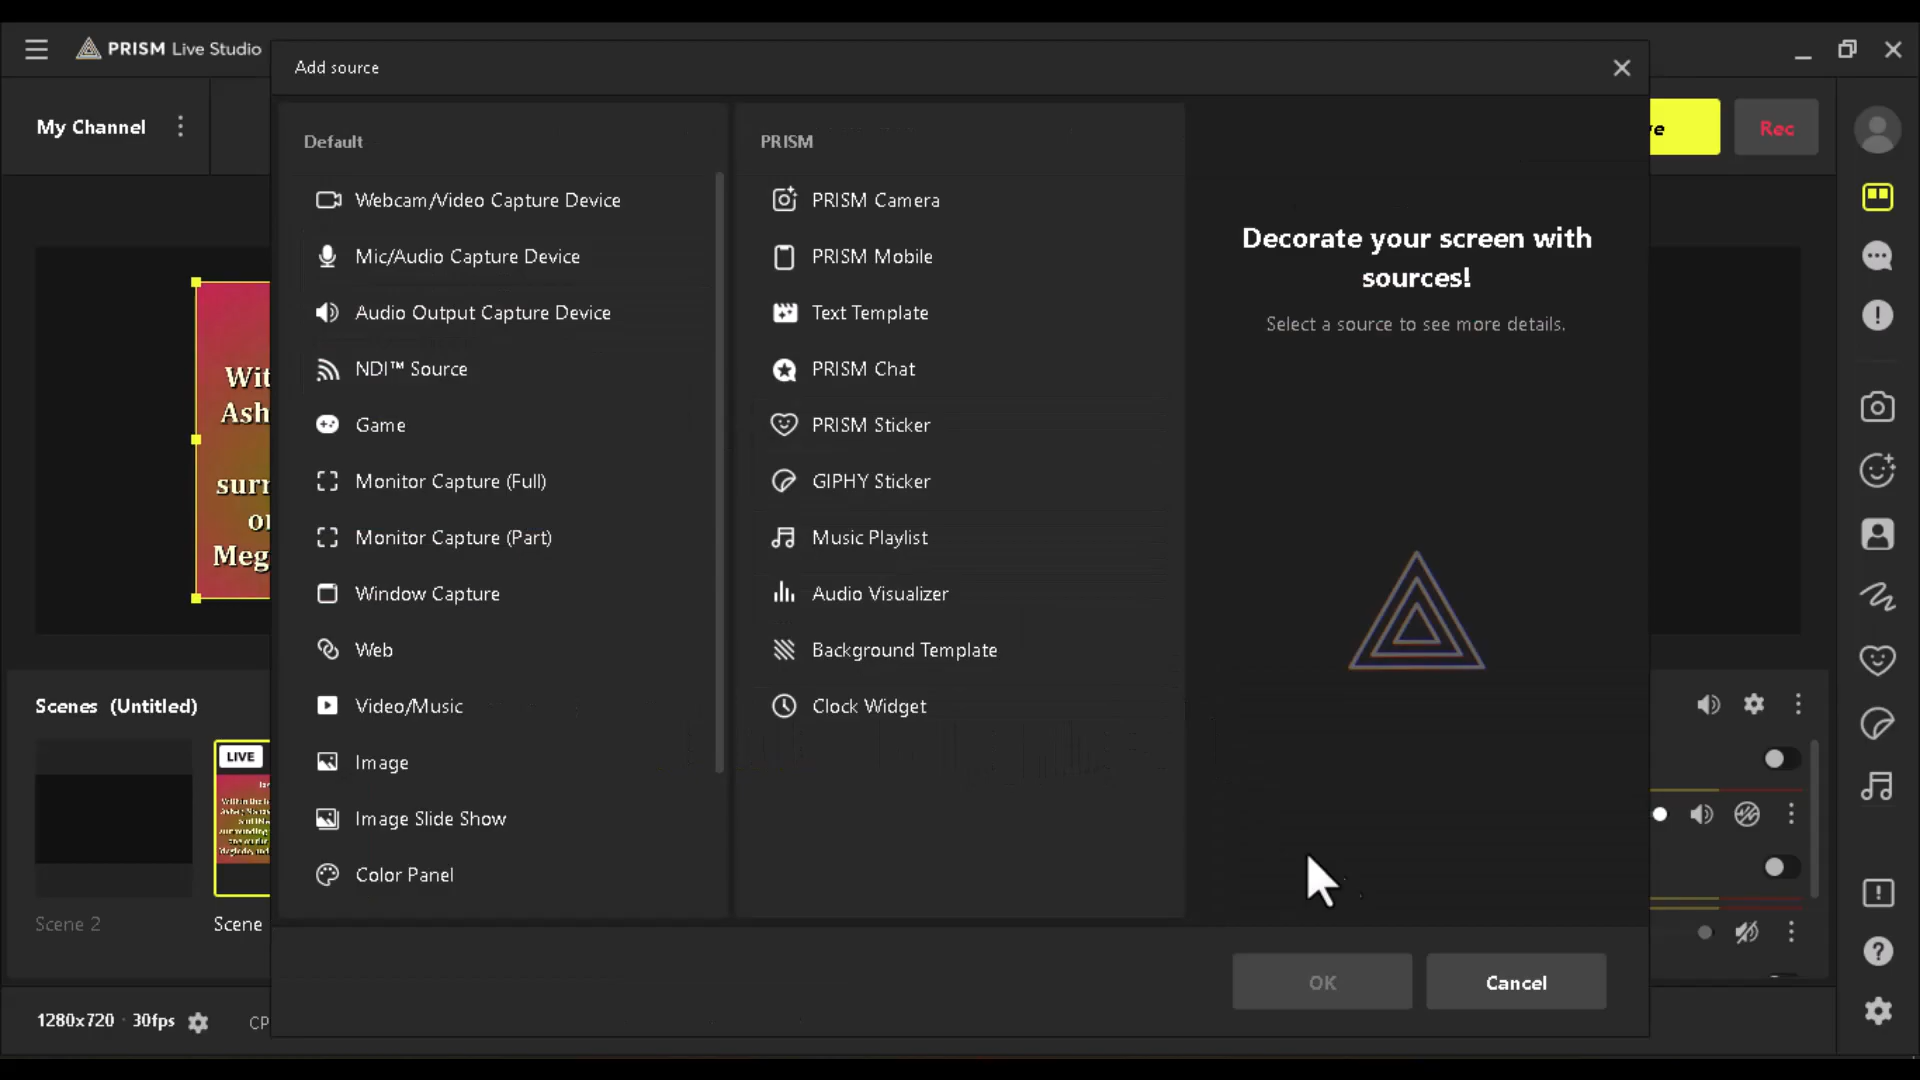 PRISM Live Studio
Add source
My Channel
Rec
Default
Webcam/Video Capture Device
Mic/Audio Capture Device
Audio Output Capture Device
NDI™ Source
Game
Monitor Capture (Full)
Monitor Capture (Part)
Window Capture
Web
Video/Music
Image
Image Slide Show
Color Panel
PRISM
PRISM Camera
PRISM Mobile
Text Template
PRISM Chat
PRISM Sticker
GIPHY Sticker
Music Playlist
Audio Visualizer
Background Template
Clock Widget
Decorate your screen with
sources!
Select a source to see more details.
Wit
Ash
surr
Meg
Scenes (Untitled)
LIVE
Scene 2
Scene
OK
Cancel
1280x720 · 30fps
CP